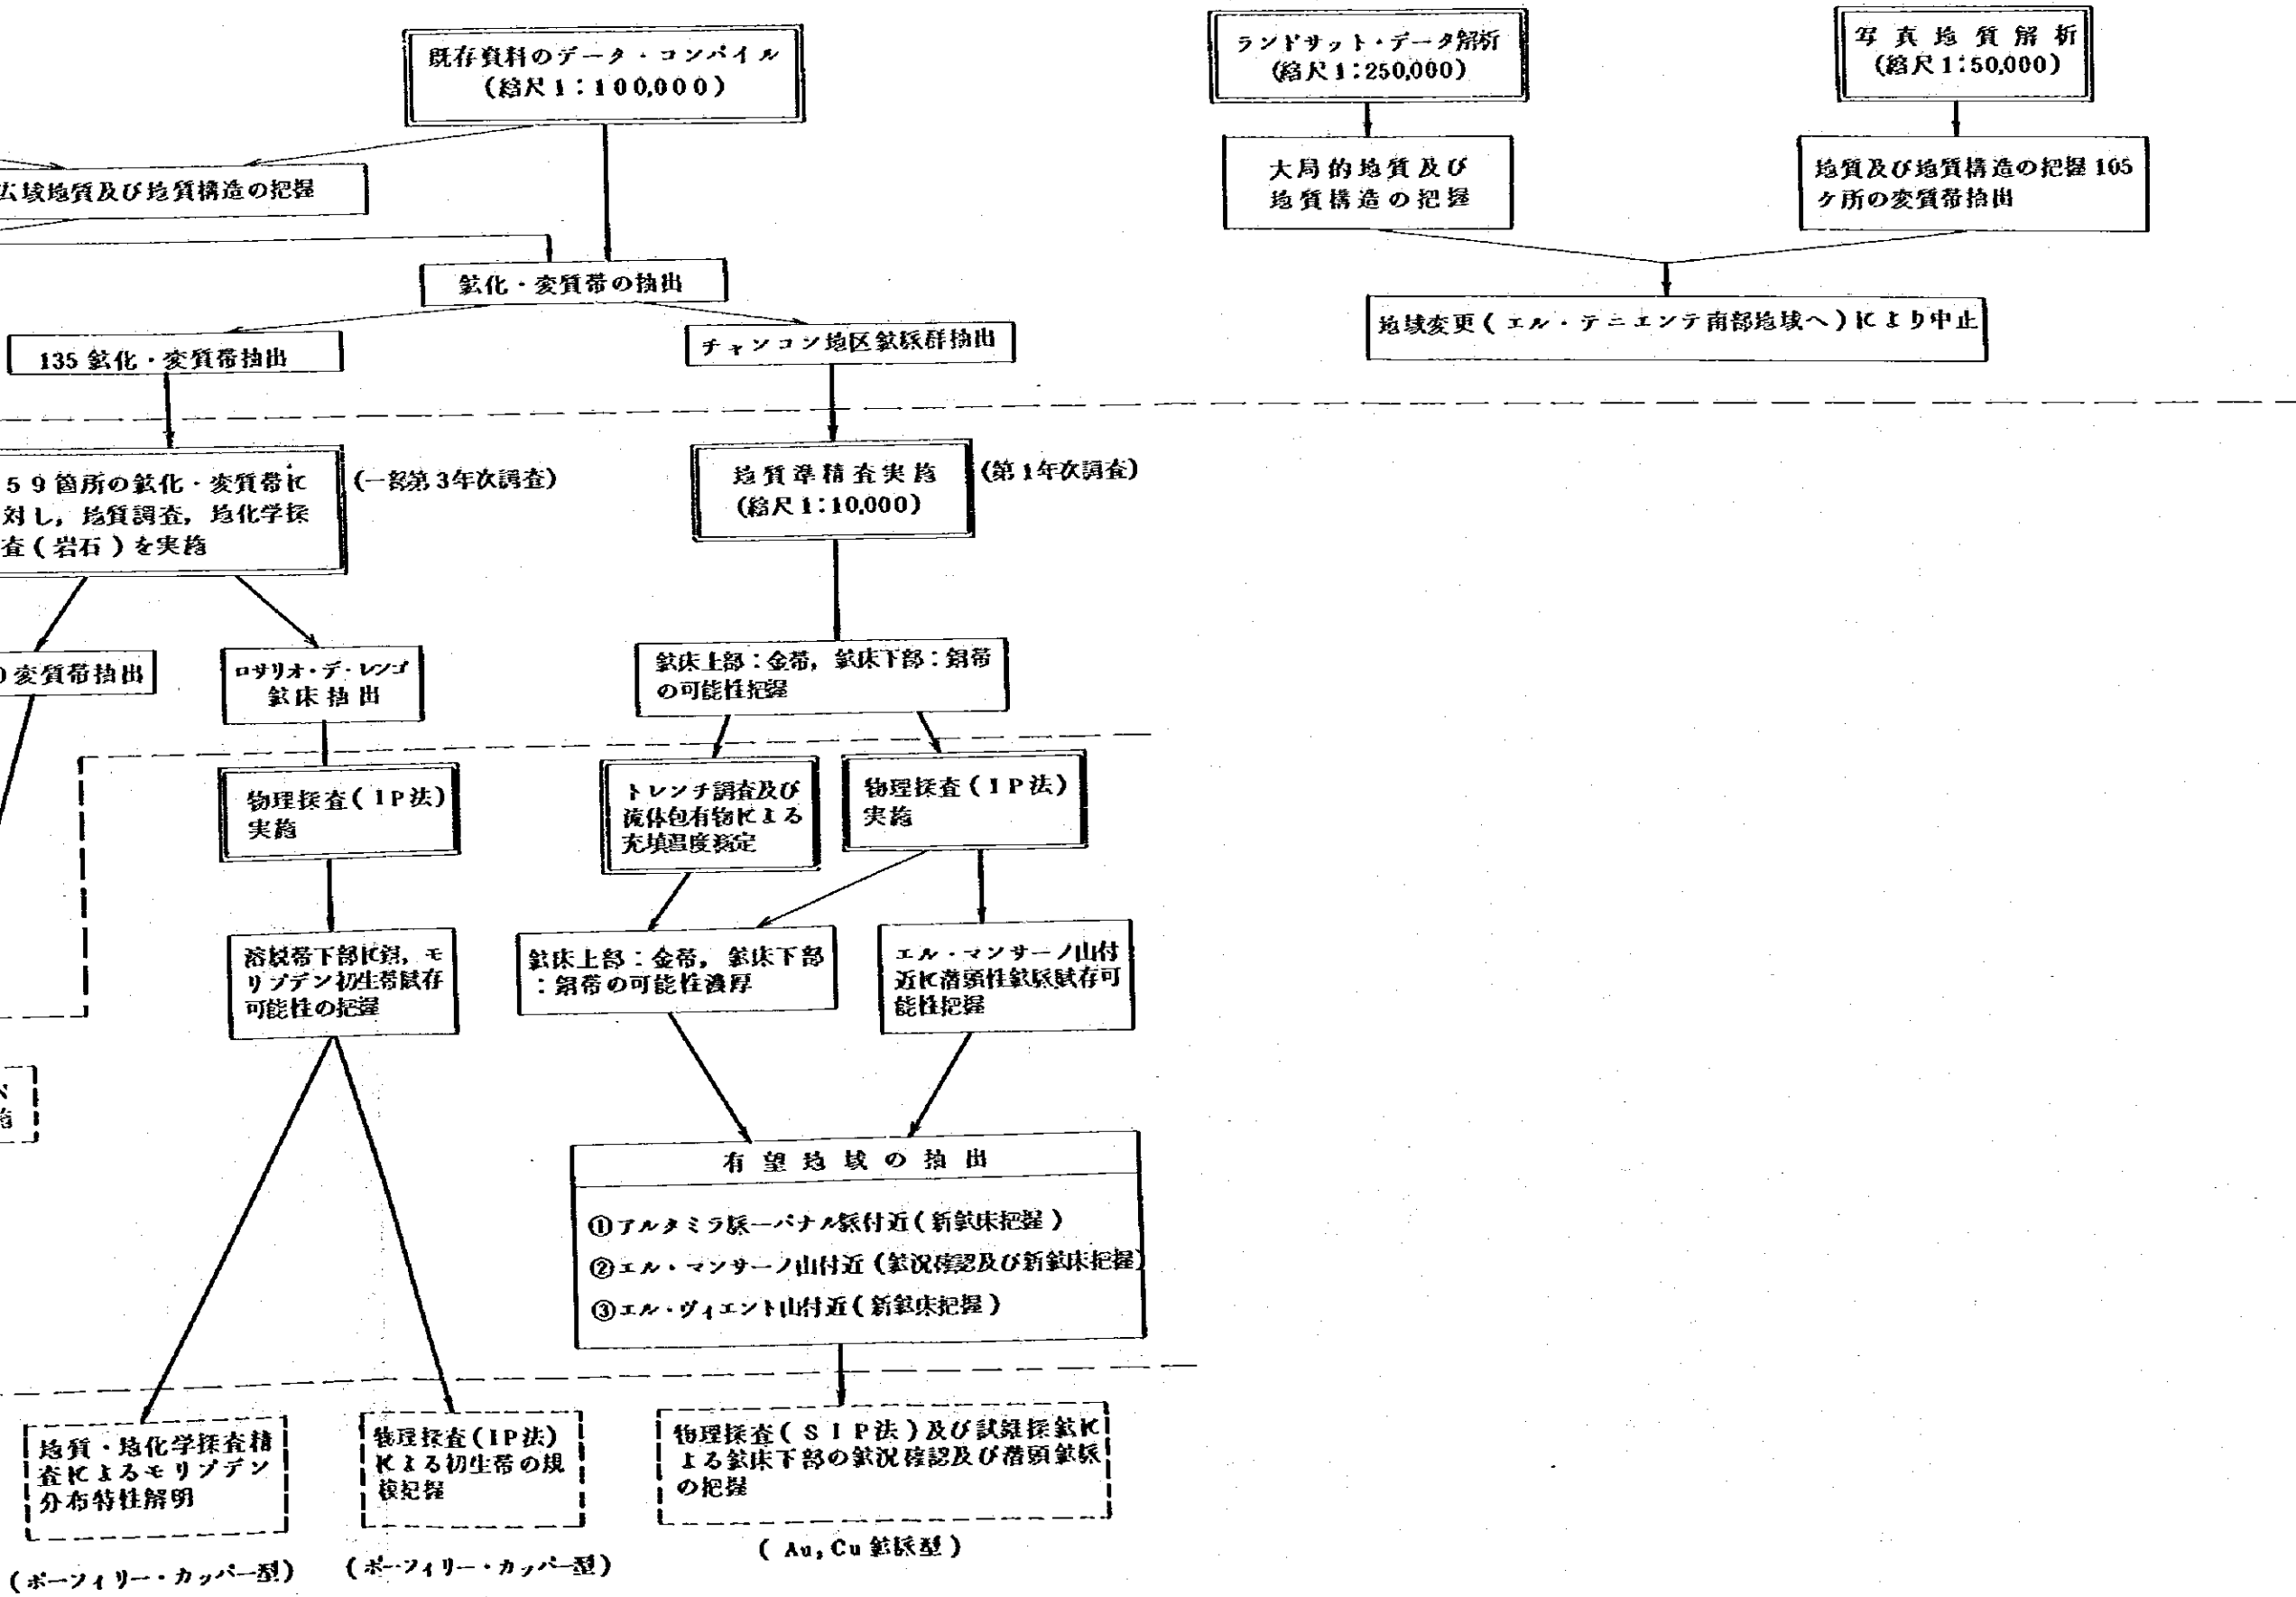 既存資料のデータ・コンパイル
(縮尺1:100,000)
ランドサット・データ解析
(縮尺1:250,000)
写真地質解析
(縮尺1:50,000)
広域地質及び地質構造の把握
大局的地質及び
地質構造の把握
地質及び地質構造の把握105
ケ所の変質帯抽出
鉱化・変質帯の抽出
135鉱化・変質帯抽出
チャンコン地区鉱脈群抽出
地域変更(エル・テニエンテ南部地域へ)により中止
59箇所の鉱化・変質帯に
対し,地質調査,地化学探
査(岩石)を実施
(一部第3年次調査)
地質準精査実施
(縮尺1:10,000)
(第1年次調査)
変質帯抽出
ロサリオ・デ・レンゴ
鉱床抽出
鉱床上部:金帯,鉱床下部:銅帯
の可能性把握
物理探査(IP法)
実施
トレンチ調査及び
流体包有物による
充填温度測定
物理探査(IP法)
実施
溶脱帯下部に銅,モ
リブデン初生帯賦存
可能性の把握
鉱床上部:金帯,鉱床下部
:銅帯の可能性濃厚
エル・マンサーノ山付
近に潜頭性鉱脈賦存可
能性把握
有望地域の抽出
①アルタミラ脈ーパナル脈付近(新鉱床把握)
②エル・マンサーノ山付近(鉱況確認及び新鉱床把握)
③エル・ヴィエント山付近(新鉱床把握)
地質・地化学探査精
査によるモリブデン
分布特性解明
(ポーフィリー・カッパー型)
物理探査(IP法)
による初生帯の規
模把握
(ポーフィリー・カッパー型)
物理探査(SIP法)及び試錐探鉱に
よる鉱床下部の鉱況確認及び潜頭鉱脈
の把握
(Au,Cu鉱脈型)